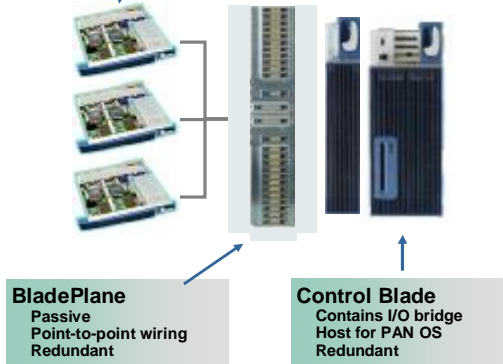 BladePlane
Passive
Point-to-point wiring
Redundant
Control Blade
Contains I/O bridge
Host for PAN OS
Redundant